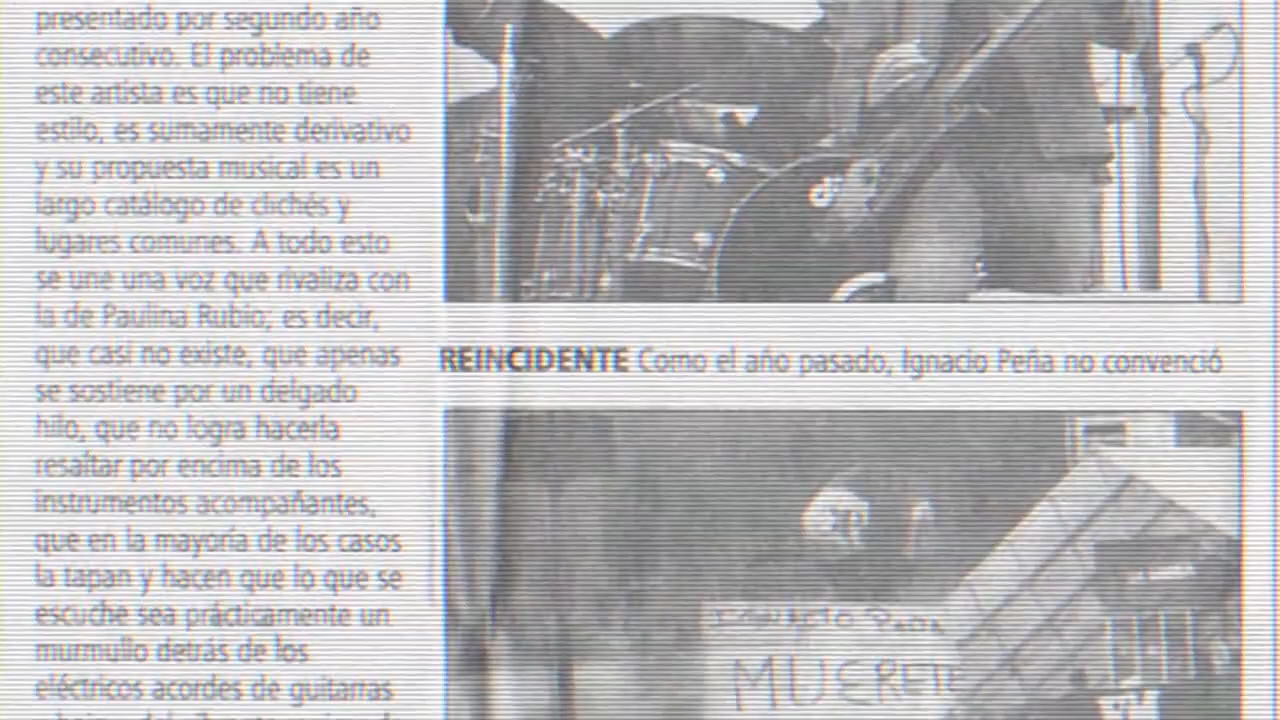 presentado por segundo año
consecutivo. El problema de
este artista es que no tiene
estilo, es sumamente derivativo
y su propuesta musical es un
largo catálogo de clichés y
lugares comunes. A todo esto
se une una voz que rivaliza con
la de Paulina Rubio; es decir,
que casi no existe, que apenas
se sostiene por un delgado
hilo, que no logra hacerla
resaltar por encima de los
instrumentos acompañantes,
que en la mayoría de los casos
la tapan y hacen que lo que se
escuche sea prácticamente un
murmullo detrás de los
eléctricos acordes de guitarras
REINCIDENTE Como el año pasado, Ignacio Peña no convenció
IGNACIO PEÑA
MUERETE